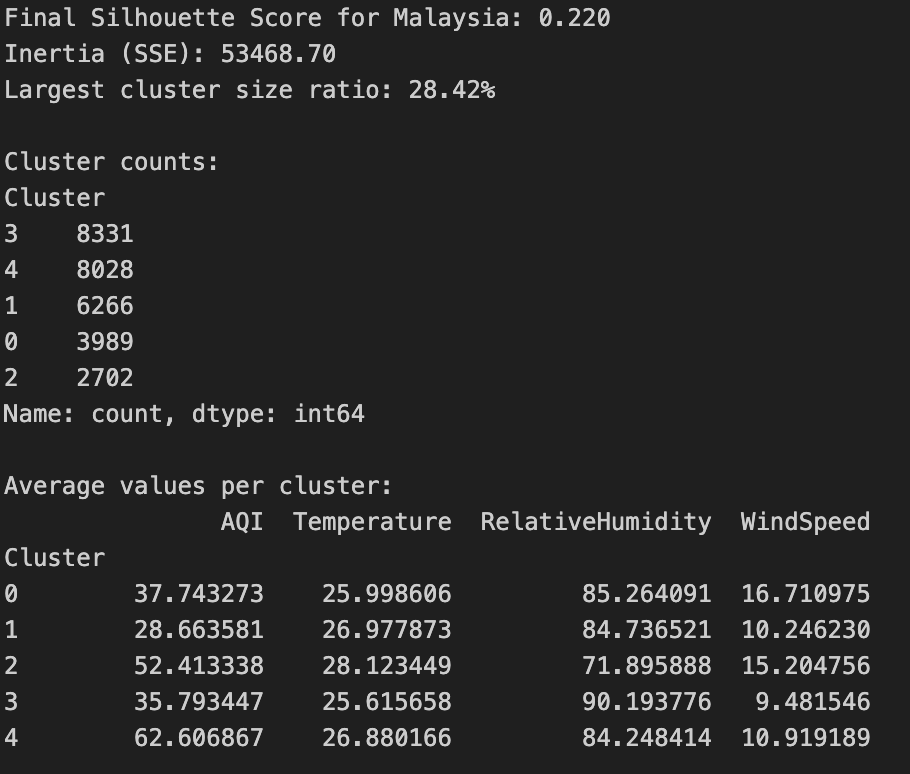 Final Silhouette Score for Malaysia: 0.220
Inertia (SSE): 53468.70
Largest cluster size ratio: 28.42%
Cluster counts:
Cluster
3    8331
4    8028
1    6266
0    3989
2    2702
Name: count, dtype: int64
Average values per cluster:
AQI  Temperature  RelativeHumidity  WindSpeed
Cluster
0        37.743273    25.998606         85.264091  16.710975
1        28.663581    26.977873         84.736521  10.246230
2        52.413338    28.123449         71.895888  15.204756
3        35.793447    25.615658         90.193776   9.481546
4        62.606867    26.880166         84.248414  10.919189